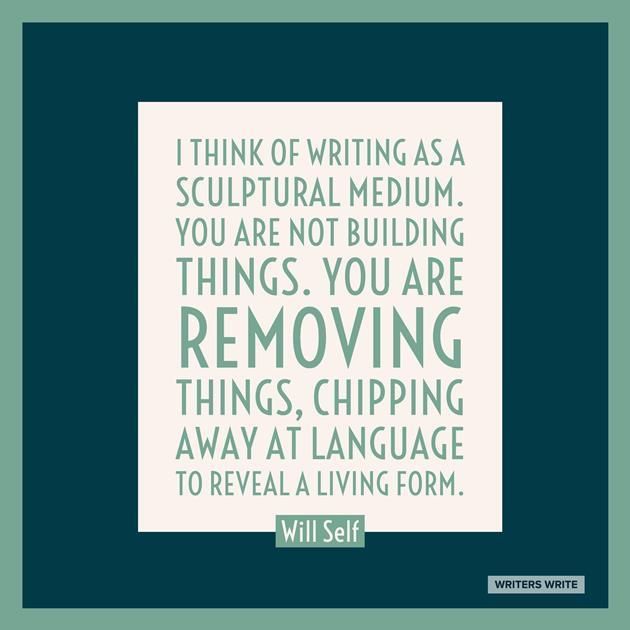 I THINK OF WRITING AS A
SCULPTURAL MEDIUM.
YOU ARE NOT BUILDING
THINGS. YOU ARE
REMOVING
THINGS, CHIPPING
AWAY AT LANGUAGE
TO REVEAL A LIVING FORM.
Will Self
WRITERS WRITE